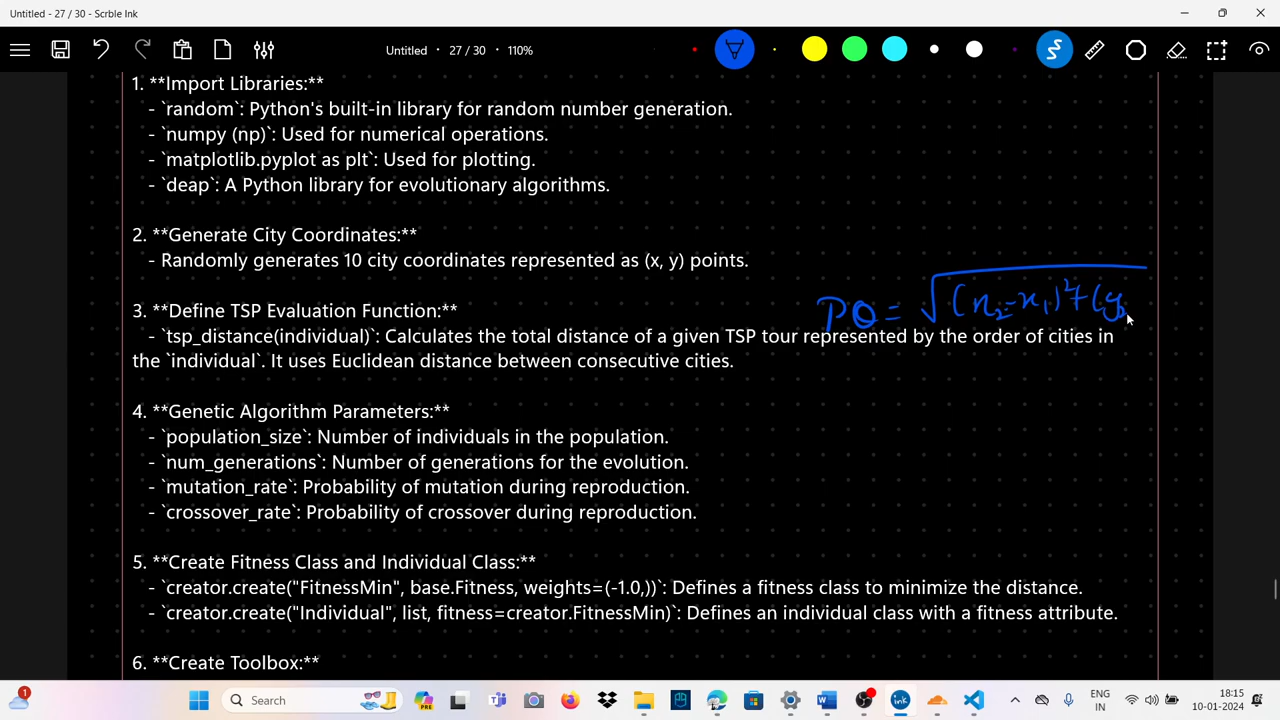 Untitled - 27 / 30 - Scrble Ink
Untitled • 27 / 30 • 110%
1. **Import Libraries:**
- `random`: Python's built-in library for random number generation.
- `numpy (np)`: Used for numerical operations.
- `matplotlib.pyplot as plt`: Used for plotting.
- `deap`: A Python library for evolutionary algorithms.
2. **Generate City Coordinates:**
- Randomly generates 10 city coordinates represented as (x, y) points.
PQ = √(x₂-x₁)²+(y₂
3. **Define TSP Evaluation Function:**
- `tsp_distance(individual)`: Calculates the total distance of a given TSP tour represented by the order of cities in
the `individual`. It uses Euclidean distance between consecutive cities.
4. **Genetic Algorithm Parameters:**
- `population_size`: Number of individuals in the population.
- `num_generations`: Number of generations for the evolution.
- `mutation_rate`: Probability of mutation during reproduction.
- `crossover_rate`: Probability of crossover during reproduction.
5. **Create Fitness Class and Individual Class:**
- `creator.create("FitnessMin", base.Fitness, weights=(-1.0,))`: Defines a fitness class to minimize the distance.
- `creator.create("Individual", list, fitness=creator.FitnessMin)`: Defines an individual class with a fitness attribute.
6. **Create Toolbox:**
1
Search
PRE
ink
ENG
IN
18:15
10-01-2024